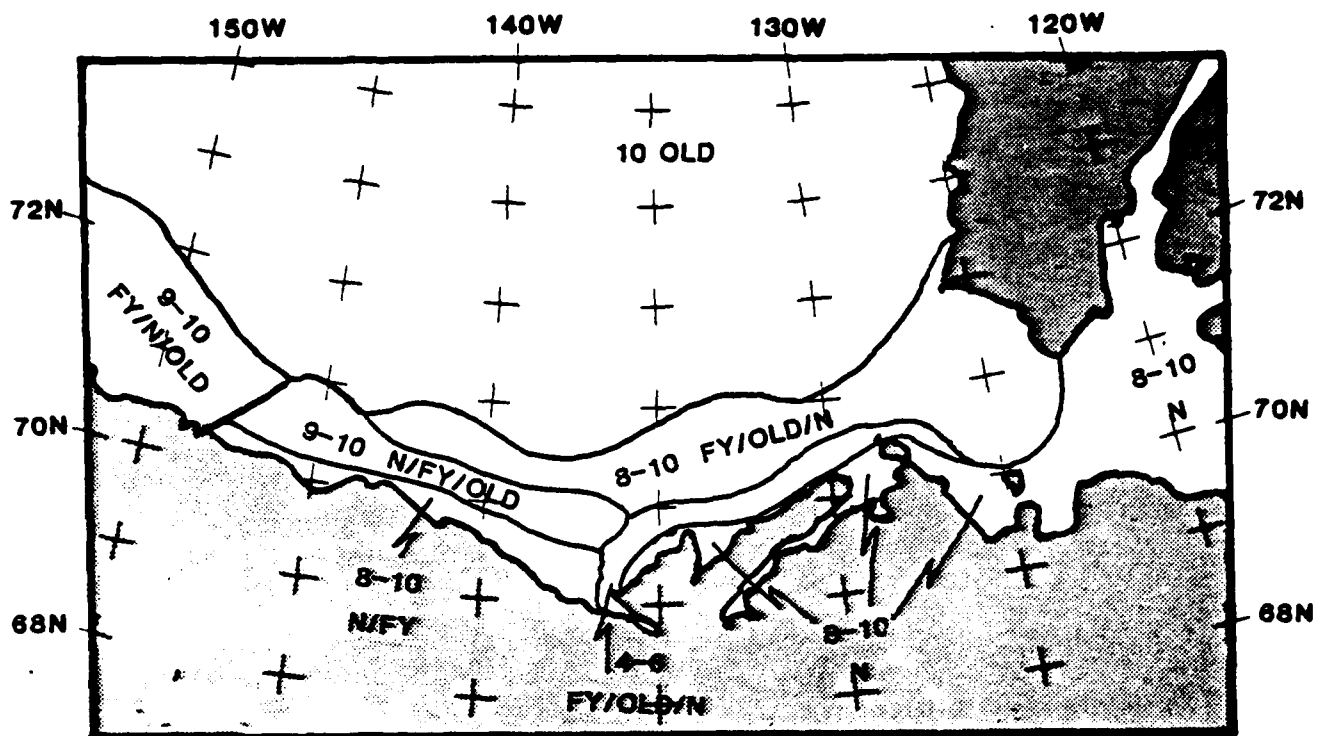 150W 140W 130W 120W
10 OLD
72N 72N
9-10
FY/N/OLD
8-10
N
70N 70N
9-10 N/FY/OLD
8-10 FY/OLD/N
8-10
N/FY
68N 68N
8-10
N
4-6
FY/OLD/N